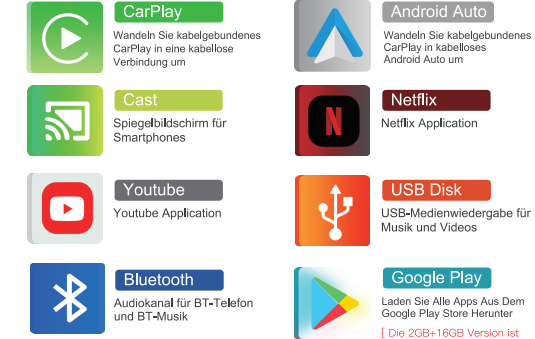 CarPlay
Wandeln Sie kabelgebundenes
CarPlay in eine kabellose
Verbindung um
Android Auto
Wandeln Sie kabelgebundenes
CarPlay in kabelloses
Android Auto um
Cast
Spiegelbildschirm für
Smartphones
Netflix
N
Netflix Application
Youtube
Youtube Application
USB Disk
USB-Medienwiedergabe für
Musik und Videos
Bluetooth
Audiokanal für BT-Telefon
und BT-Musik
Google Play
Laden Sie Alle Apps Aus Dem
Google Play Store Herunter
[ Die 2GB+16GB Version ist